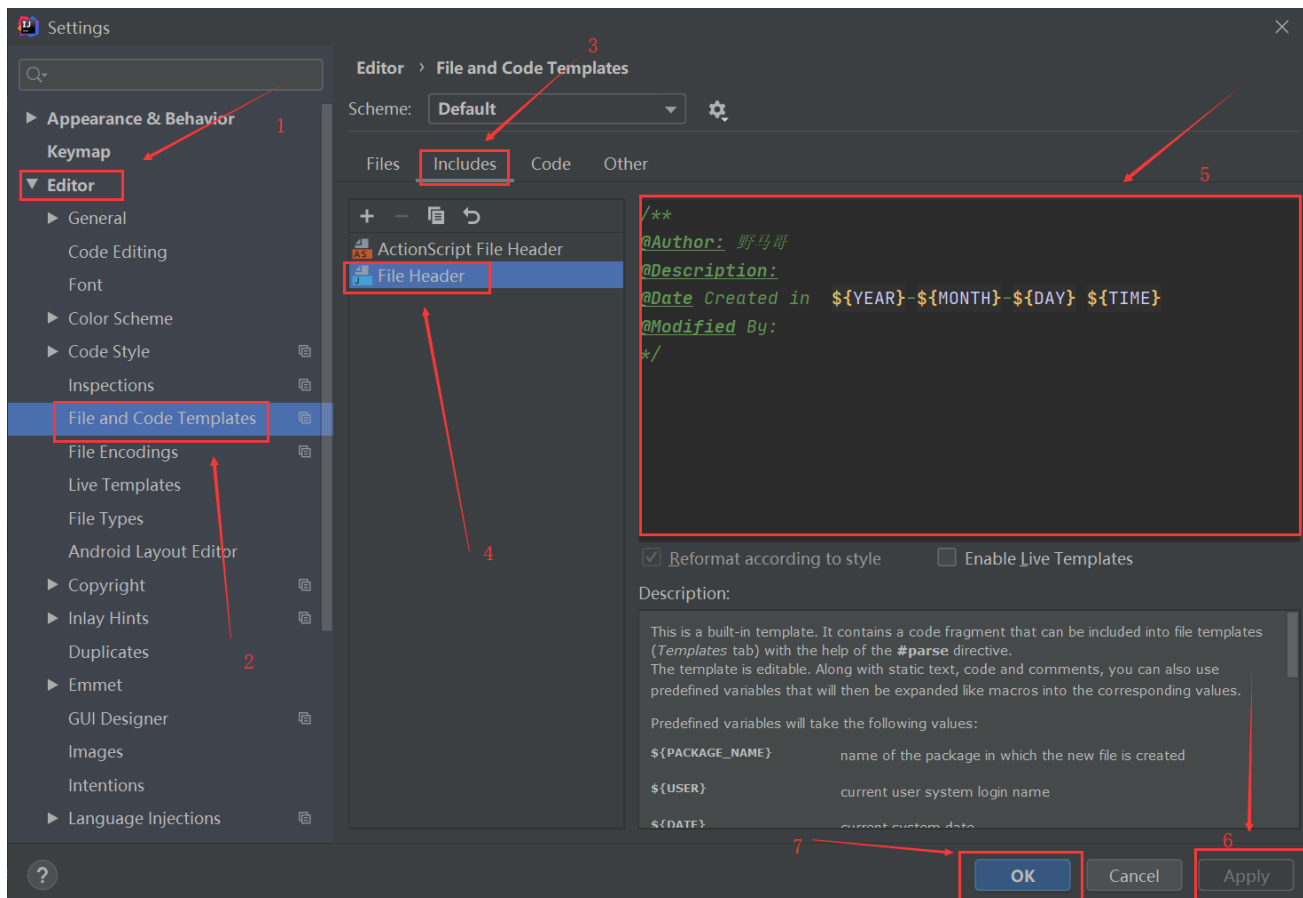 Settings
3
Editor › File and Code Templates
Scheme: Default
Appearance & Behavior
1
Keymap
Editor
General
Code Editing
Font
Color Scheme
Code Style
Inspections
File and Code Templates
File Encodings
Live Templates
File Types
Android Layout Editor
Copyright
Inlay Hints
Duplicates
2
Emmet
GUI Designer
Images
Intentions
Language Injections
Files Includes Code Other
ActionScript File Header
File Header
4
5
/**
@Author: 野马哥
@Description:
@Date Created in ${YEAR}-${MONTH}-${DAY} ${TIME}
@Modified By:
*/
Reformat according to style Enable Live Templates
Description:
This is a built-in template. It contains a code fragment that can be included into file templates
(Templates tab) with the help of the #parse directive.
The template is editable. Along with static text, code and comments, you can also use
predefined variables that will then be expanded like macros into the corresponding values.
Predefined variables will take the following values:
${PACKAGE_NAME} name of the package in which the new file is created
${USER} current user system login name
${DATE} current system date
6
7
? OK Cancel Apply